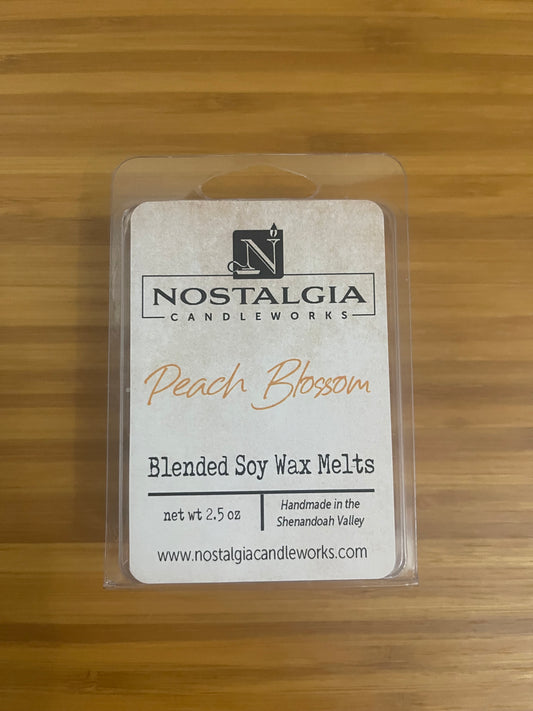 N
NOSTALGIA
CANDLEWORKS
Peach Blossom
Blended Soy Wax Melts
net wt 2.5 oz
Handmade in the
Shenandoah Valley
www.nostalgiacandleworks.com